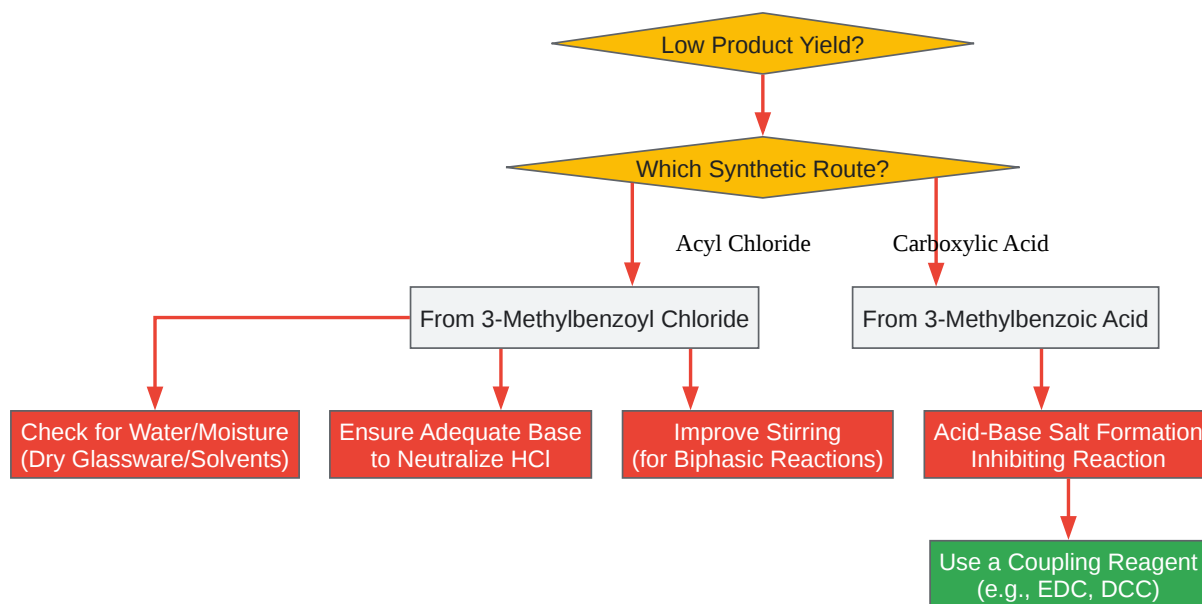 Low Product Yield?
Which Synthetic Route?
Acyl Chloride
Carboxylic Acid
From 3-Methylbenzoyl Chloride
From 3-Methylbenzoic Acid
Check for Water/Moisture
(Dry Glassware/Solvents)
Ensure Adequate Base
to Neutralize HCl
Improve Stirring
(for Biphasic Reactions)
Acid-Base Salt Formation
Inhibiting Reaction
Use a Coupling Reagent
(e.g., EDC, DCC)